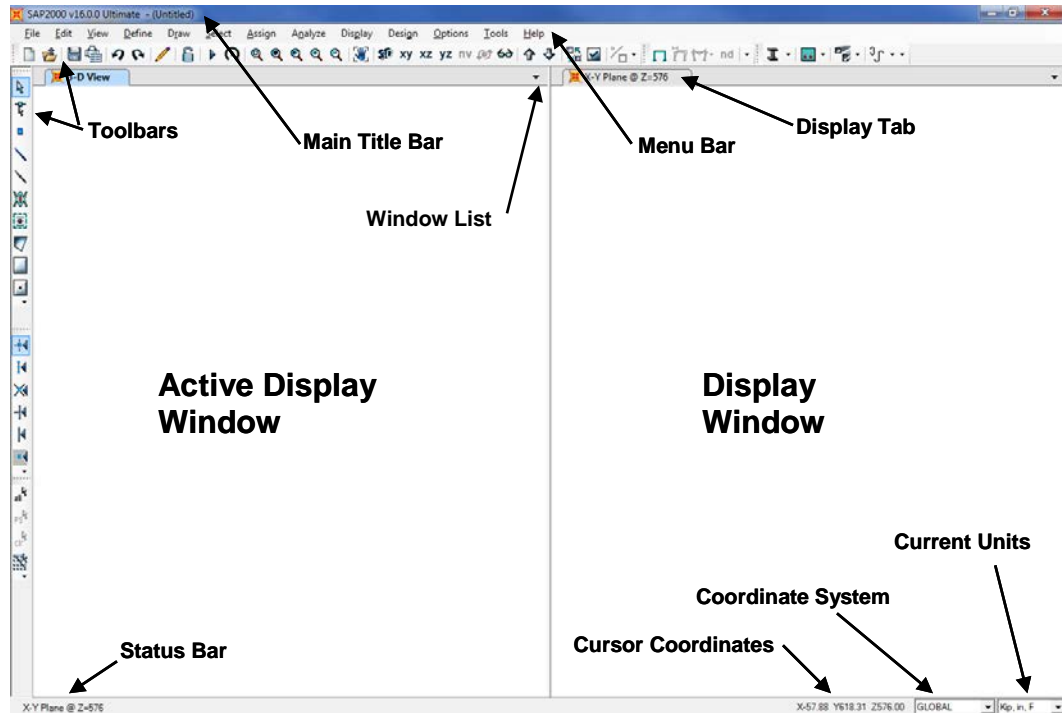 SAP2000 v16.0.0 Ultimate - (Untitled)
File Edit View Define Draw Select Assign Analyze Display Design Options Tools Help
xy xz yz nv 3d nd
3-D View
X-Y Plane @ Z=576
Toolbars
Main Title Bar
Menu Bar
Display Tab
Window List
Active Display
Window
Display
Window
Current Units
Coordinate System
Cursor Coordinates
Status Bar
X-Y Plane @ Z=576
X-57.88 Y618.31 Z576.00
GLOBAL
Kip, in, F